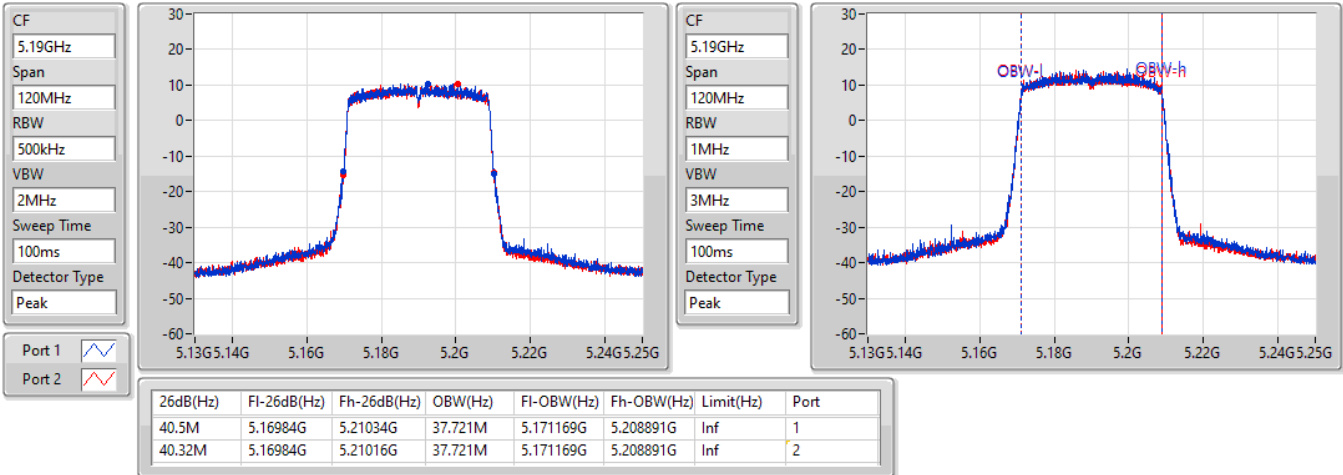 CF
5.19GHz
Span
120MHz
RBW
500kHz
VBW
2MHz
Sweep Time
100ms
Detector Type
Peak
Port 1
Port 2
30
20
10
0
-10
-20
-30
-40
-50
-60
5.13G 5.14G 5.16G 5.18G 5.2G 5.22G 5.24G 5.25G
CF
5.19GHz
Span
120MHz
RBW
1MHz
VBW
3MHz
Sweep Time
100ms
Detector Type
Peak
30
20
10
0
-10
-20
-30
-40
-50
-60
OBW-l OBW-h
5.13G 5.14G 5.16G 5.18G 5.2G 5.22G 5.24G 5.25G
26dB(Hz) Fl-26dB(Hz) Fh-26dB(Hz) OBW(Hz) Fl-OBW(Hz) Fh-OBW(Hz) Limit(Hz) Port
40.5M 5.16984G 5.21034G 37.721M 5.171169G 5.208891G Inf 1
40.32M 5.16984G 5.21016G 37.721M 5.171169G 5.208891G Inf 2